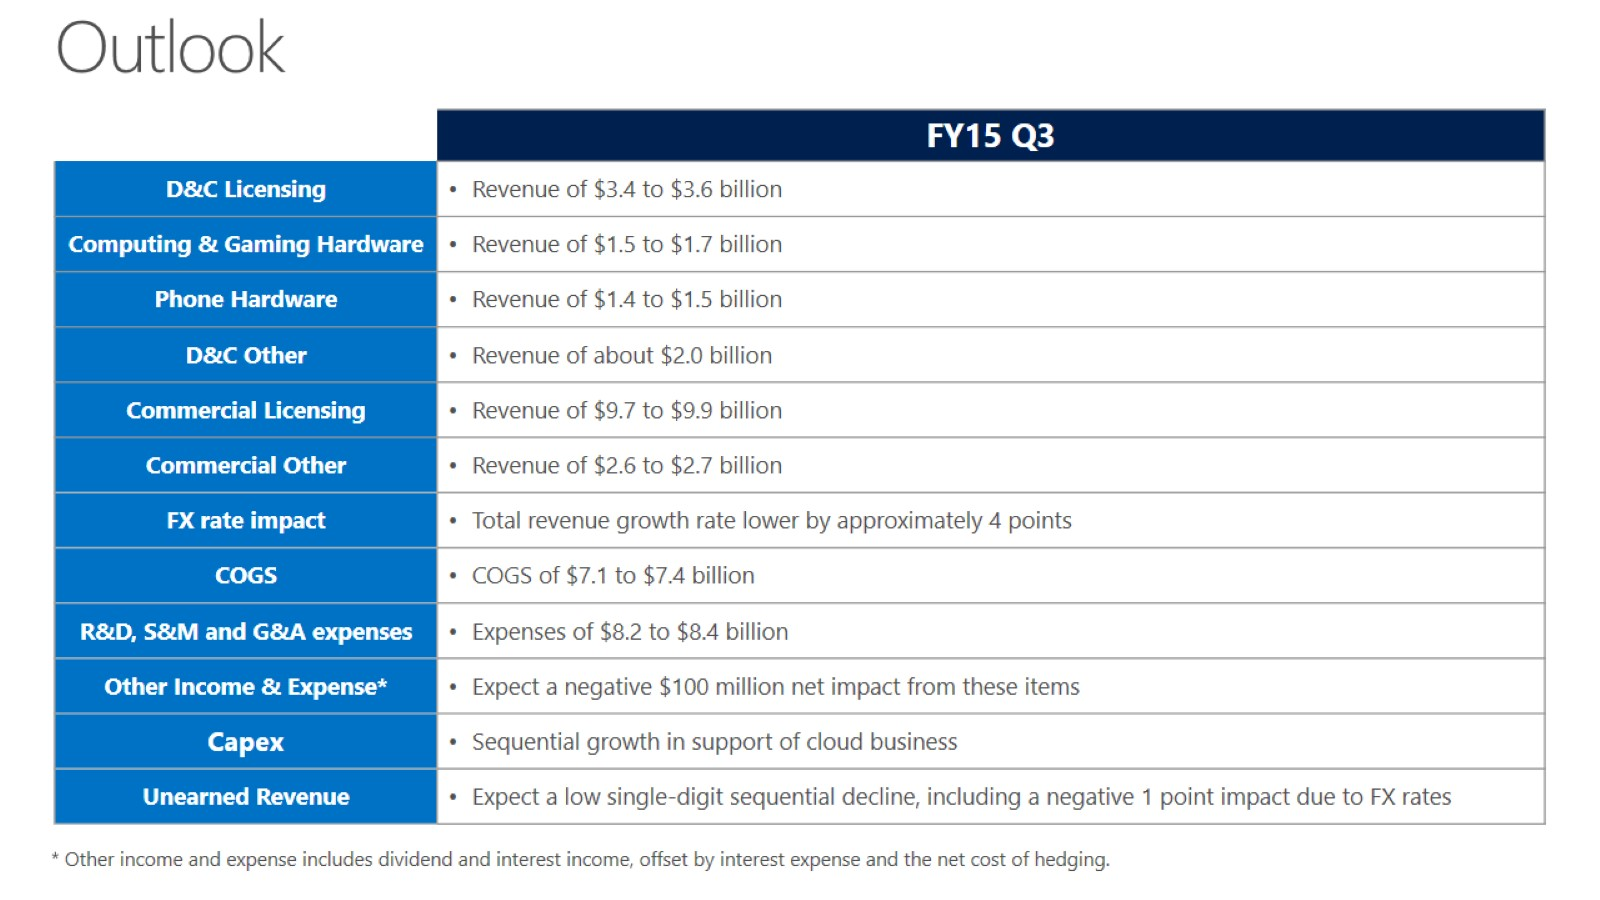 Outlook
FY15 Q3
D&C Licensing
• Revenue of $3.4 to $3.6 billion
Computing & Gaming Hardware
• Revenue of $1.5 to $1.7 billion
Phone Hardware
• Revenue of $1.4 to $1.5 billion
D&C Other
• Revenue of about $2.0 billion
Commercial Licensing
• Revenue of $9.7 to $9.9 billion
Commercial Other
• Revenue of $2.6 to $2.7 billion
FX rate impact
• Total revenue growth rate lower by approximately 4 points
COGS
• COGS of $7.1 to $7.4 billion
R&D, S&M and G&A expenses
• Expenses of $8.2 to $8.4 billion
Other Income & Expense*
• Expect a negative $100 million net impact from these items
Capex
• Sequential growth in support of cloud business
Unearned Revenue
• Expect a low single-digit sequential decline, including a negative 1 point impact due to FX rates
* Other income and expense includes dividend and interest income, offset by interest expense and the net cost of hedging.